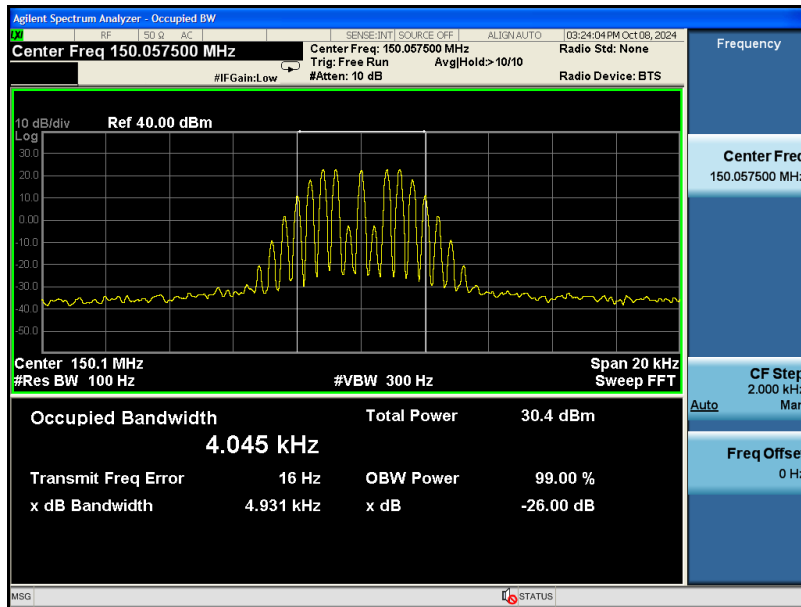 Agilent Spectrum Analyzer - Occupied BW
LXI RF 50 Ω AC SENSE:INT SOURCE OFF ALIGN AUTO 03:24:04 PM Oct 08, 2024
Center Freq 150.057500 MHz
Center Freq: 150.057500 MHz
Radio Std: None
Trig: Free Run Avg|Hold:>10/10
#IFGain:Low
#Atten: 10 dB
Radio Device: BTS
10 dB/div Ref 40.00 dBm
Log
30.0
20.0
10.0
0.00
-10.0
-20.0
-30.0
-40.0
-50.0
Center 150.1 MHz Span 20 kHz
#Res BW 100 Hz #VBW 300 Hz Sweep FFT
Occupied Bandwidth Total Power 30.4 dBm
4.045 kHz
Transmit Freq Error 16 Hz OBW Power 99.00 %
x dB Bandwidth 4.931 kHz x dB -26.00 dB
MSG STATUS
Frequency
Center Freq
150.057500 MHz
CF Step
2.000 kHz
Auto Man
Freq Offset
0 Hz